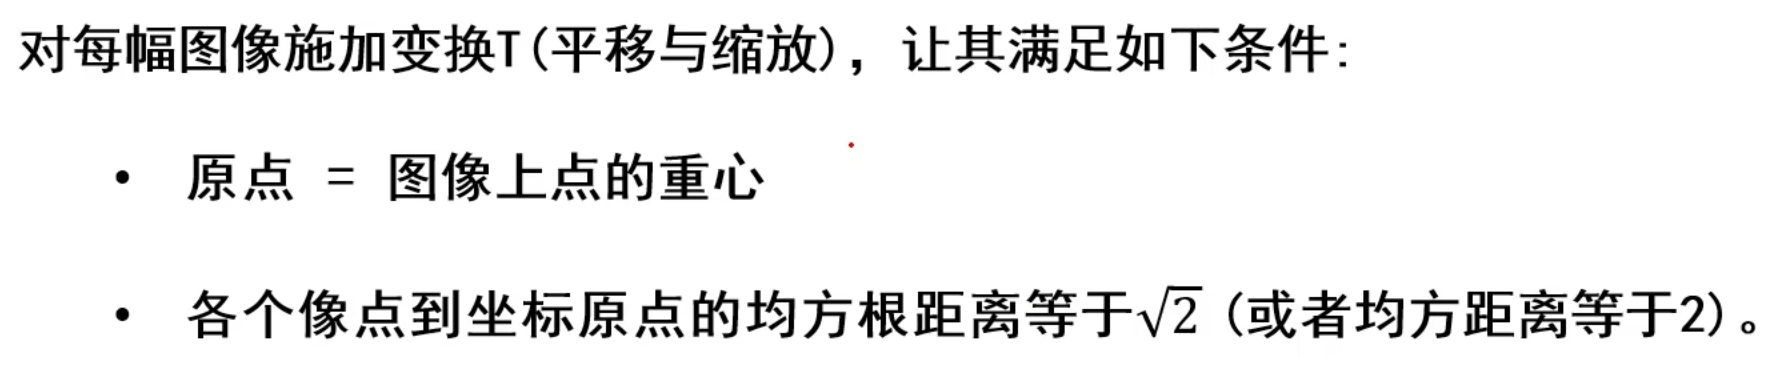 对每幅图像施加变换T(平移与缩放)，让其满足如下条件:
• 原点 = 图像上点的重心
• 各个像点到坐标原点的均方根距离等于√2 (或者均方距离等于2)。